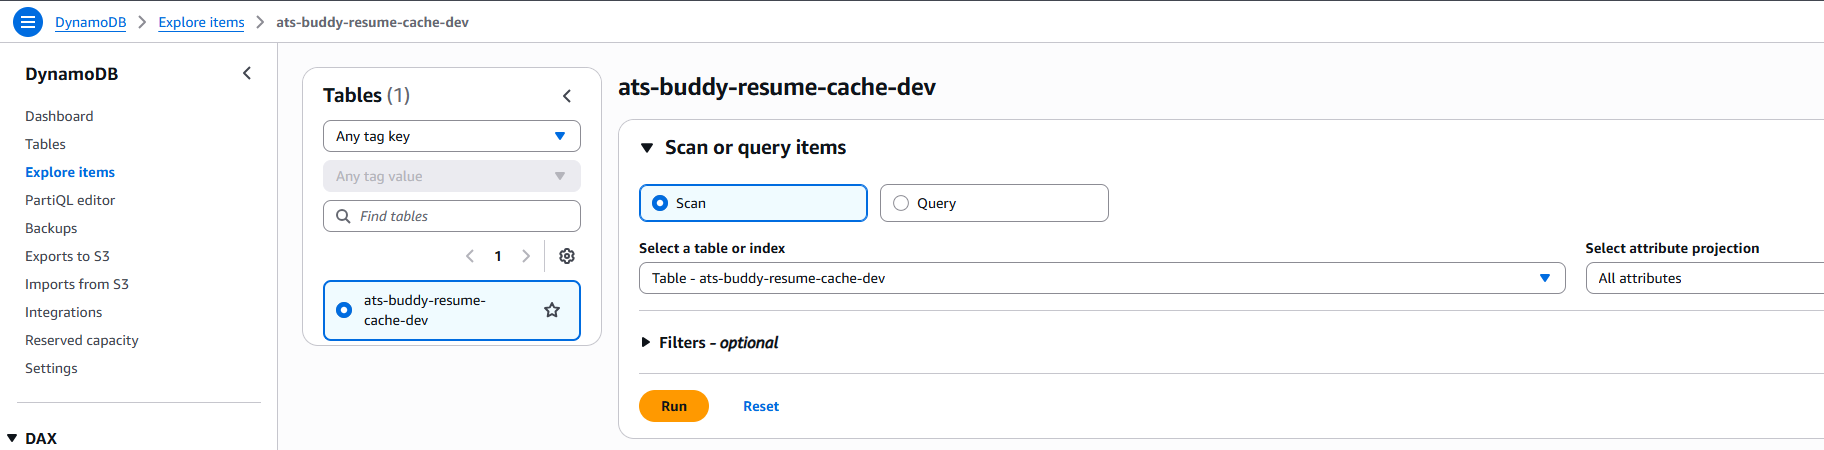 DynamoDB > Explore items > ats-buddy-resume-cache-dev
DynamoDB
Dashboard
Tables
Explore items
PartiQL editor
Backups
Exports to S3
Imports from S3
Integrations
Reserved capacity
Settings
DAX
Tables (1)
Any tag key
Any tag value
Find tables
1
ats-buddy-resume-
cache-dev
ats-buddy-resume-cache-dev
Scan or query items
Scan
Query
Select a table or index
Table - ats-buddy-resume-cache-dev
Select attribute projection
All attributes
Filters - optional
Run
Reset